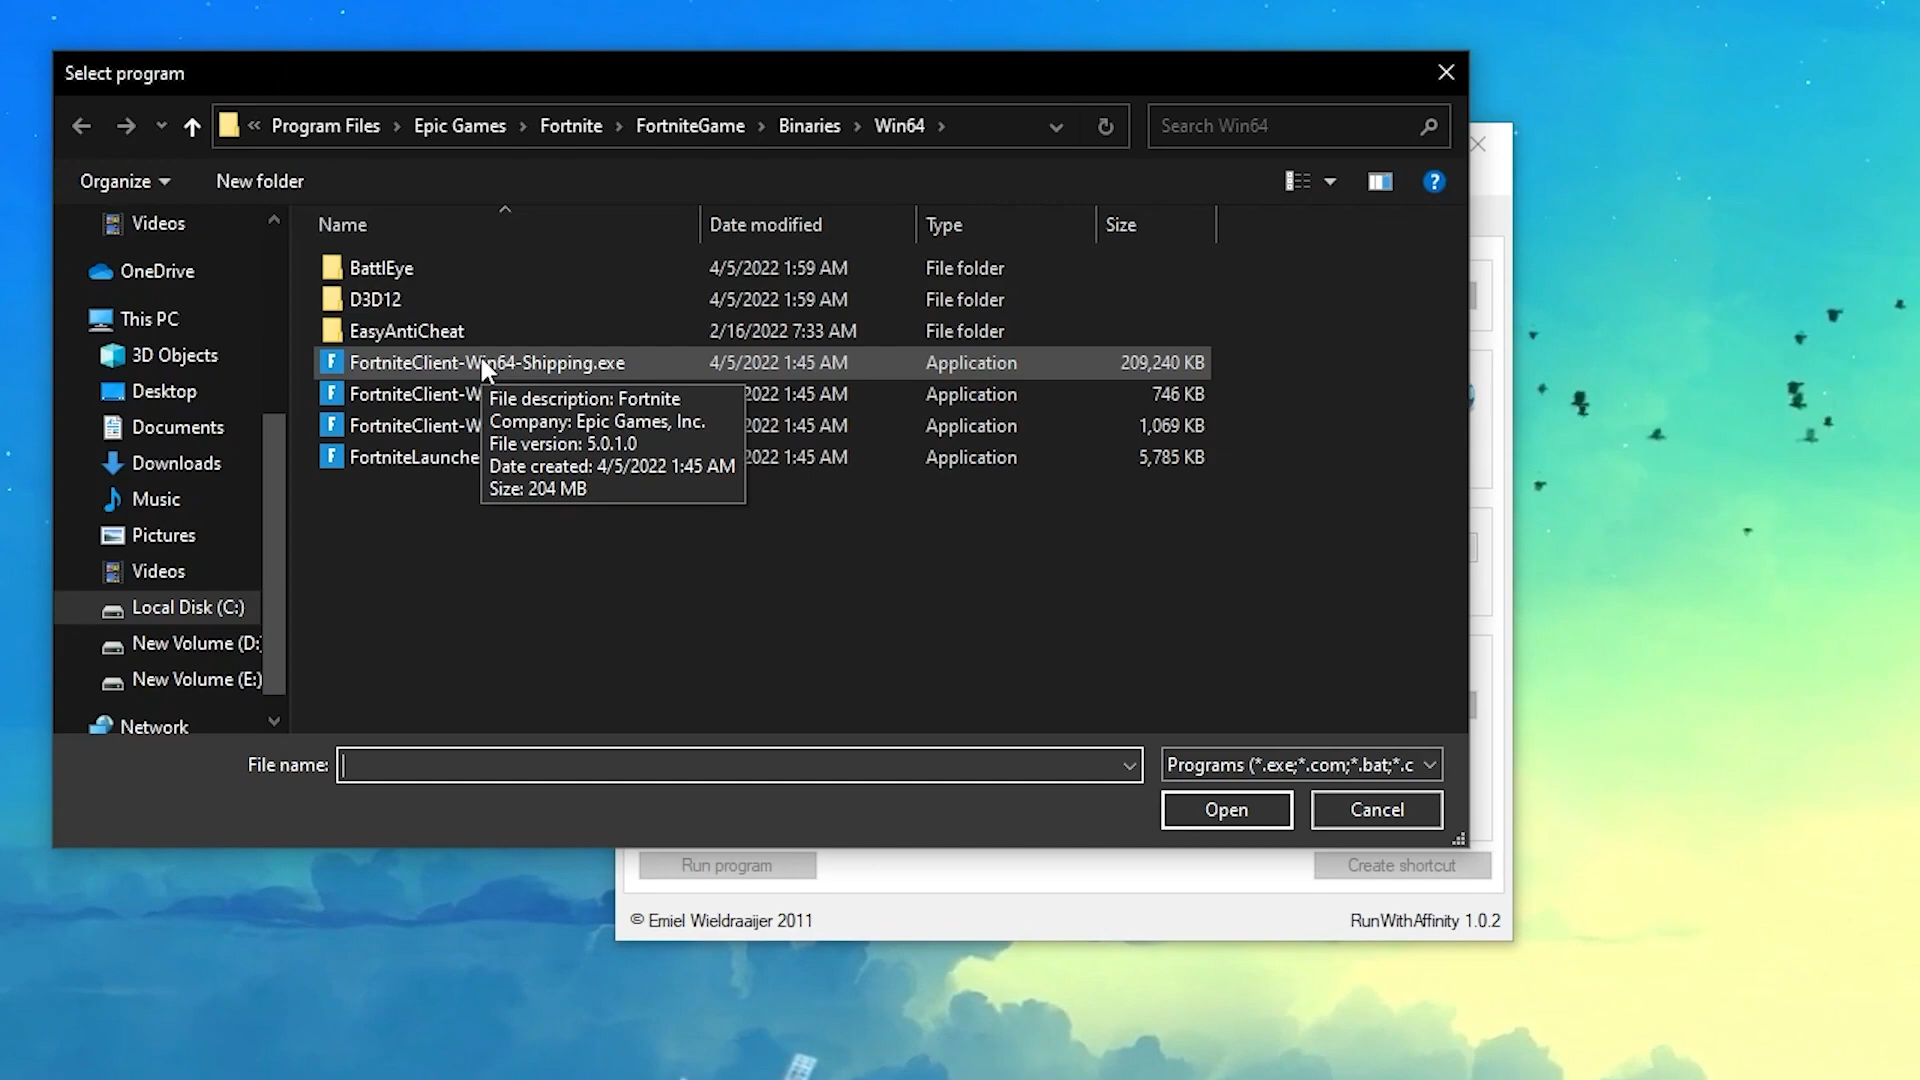 Select program
« Program Files › Epic Games › Fortnite › FortniteGame › Binaries › Win64 ›
Search Win64
Organize
New folder
Name
Date modified
Type
Size
Videos
OneDrive
This PC
3D Objects
Desktop
Documents
Downloads
Music
Pictures
Videos
Local Disk (C:)
New Volume (D:
New Volume (E:)
Network
BattlEye 4/5/2022 1:59 AM File folder
D3D12 4/5/2022 1:59 AM File folder
EasyAntiCheat 2/16/2022 7:33 AM File folder
FortniteClient-Win64-Shipping.exe 4/5/2022 1:45 AM Application 209,240 KB
FortniteClient-W 2022 1:45 AM Application 746 KB
FortniteClient-W 2022 1:45 AM Application 1,069 KB
FortniteLaunche 2022 1:45 AM Application 5,785 KB
File description: Fortnite
Company: Epic Games, Inc.
File version: 5.0.1.0
Date created: 4/5/2022 1:45 AM
Size: 204 MB
File name:
Programs (*.exe;*.com;*.bat;*.c
Open
Cancel
Run program
Create shortcut
© Emiel Wieldraaijer 2011
RunWithAffinity 1.0.2